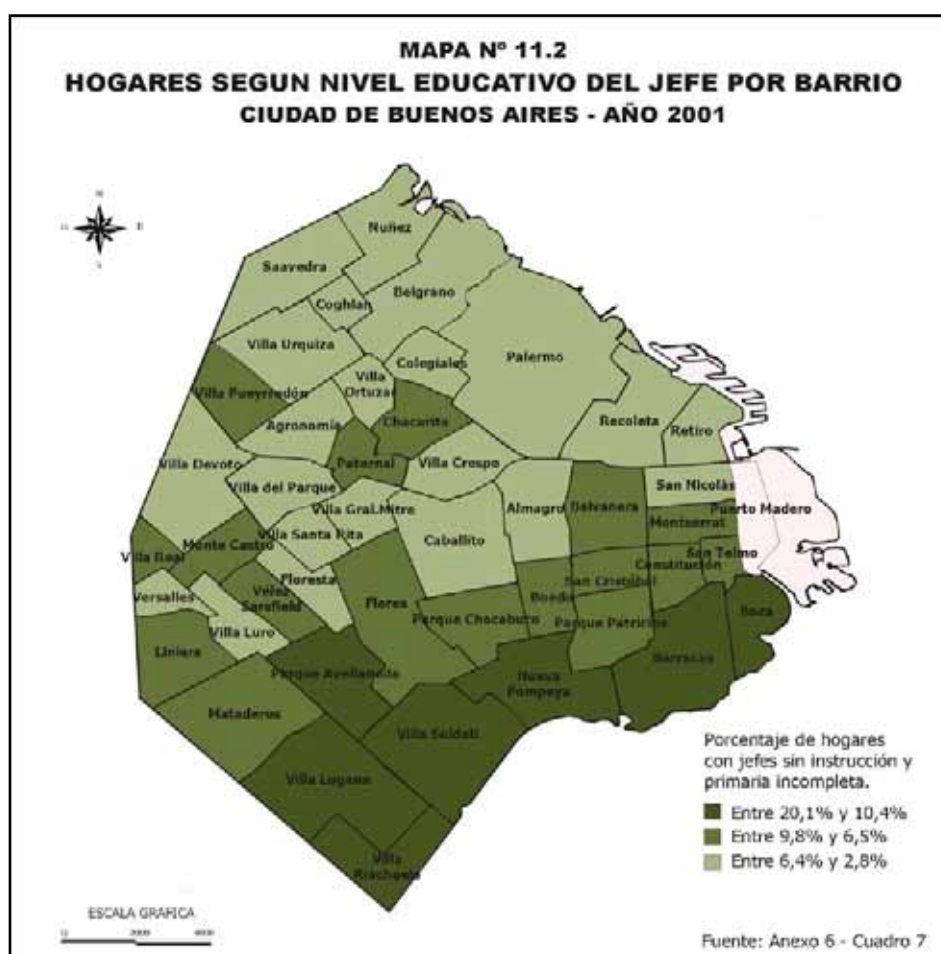 MAPA Nº 11.2
HOGARES SEGUN NIVEL EDUCATIVO DEL JEFE POR BARRIO
CIUDAD DE BUENOS AIRES - AÑO 2001
Nuñez
Saavedra
Coghlan
Belgrano
Villa Urquiza
Colegiales
Palermo
Villa Pueyrredón
Villa
Ortuzar
Agronomía
Chacarita
Recoleta
Retiro
Villa Devoto
Paternal
Villa Crespo
Villa del Parque
San Nicolás
Villa Gral.Mitre
Almagro
Balvanera
Puerto Madero
Montserrat
Villa Santa Rita
Caballito
Villa Real
Monte Castro
San Telmo
Constitución
Floresta
San Cristóbal
Versalles
Vélez
Sarsfield
Flores
Boedo
Boca
Parque Chacabuco
Parque Patricios
Villa Luro
Liniers
Barracas
Parque Avellaneda
Nueva
Pompeya
Mataderos
Villa Soldati
Villa Lugano
Villa
Riachuelo
Porcentaje de hogares
con jefes sin instrucción y
primaria incompleta.
Entre 20,1% y 10,4%
Entre 9,8% y 6,5%
Entre 6,4% y 2,8%
ESCALA GRAFICA
Fuente: Anexo 6 - Cuadro 7